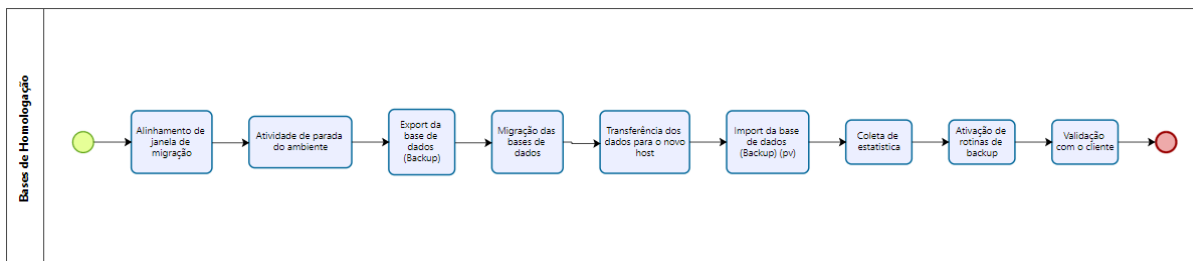 Bases de Homologação
Alinhamento de
janela de
migração
Atividade de parada
do ambiente
Export da
base de
dados
(Backup)
Migração das
bases de
dados
Transferência dos
dados para o novo
host
Import da base
de dados
(Backup) (pv)
Coleta de
estatistica
Ativação de
rotinas de
backup
Validação
com o cliente